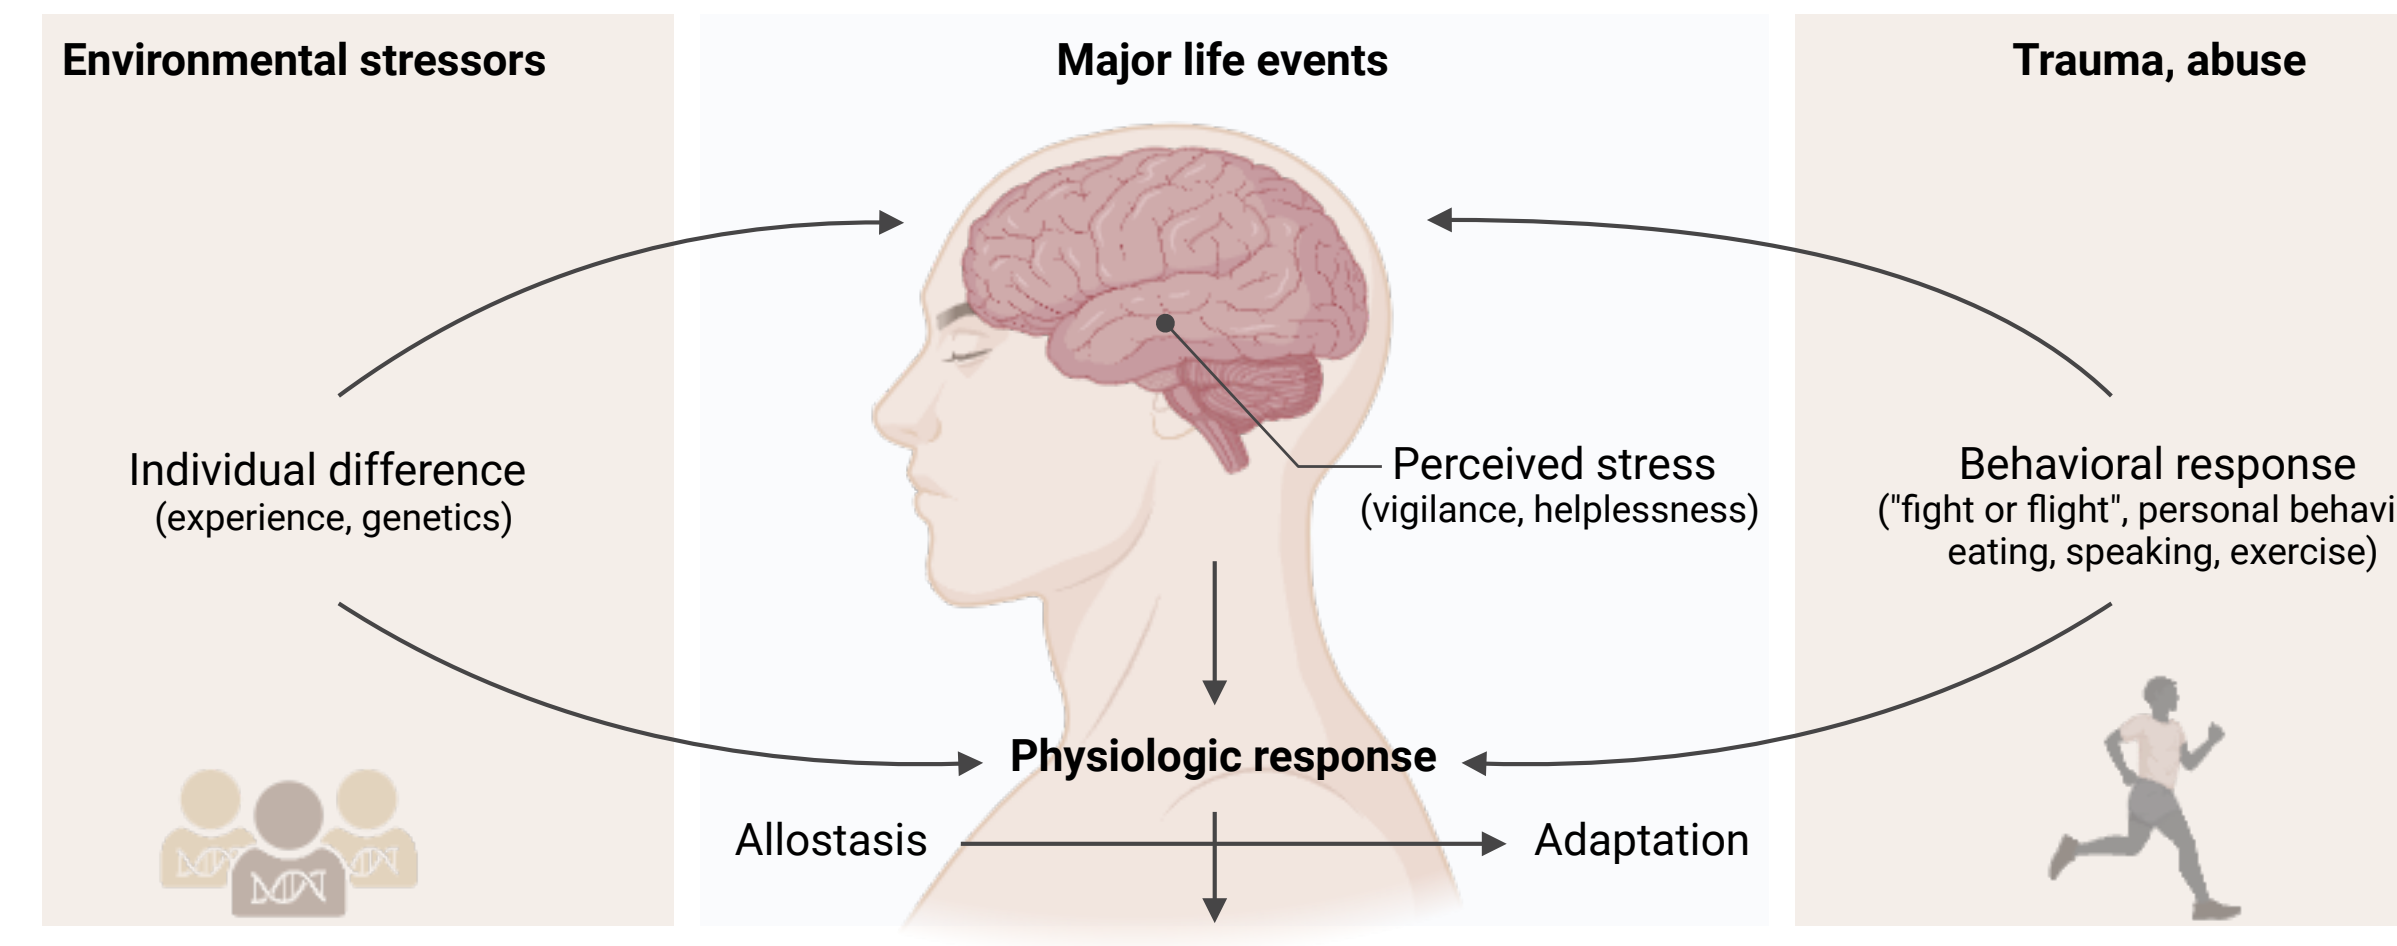 Environmental stressors
Major life events
Trauma, abuse
Individual difference
(experience, genetics)
Perceived stress
(vigilance, helplessness)
Behavioral response
("fight or flight", personal behavi
eating, speaking, exercise)
Physiologic response
Allostasis
Adaptation